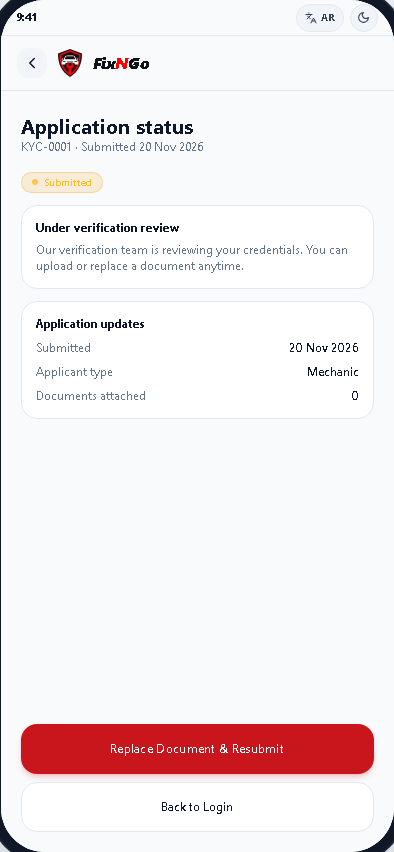 9:41
AR
FixNGo
Application status
KYC-0001 · Submitted 20 Nov 2026
Submitted
Under verification review
Our verification team is reviewing your credentials. You can
upload or replace a document anytime.
Application updates
Submitted 20 Nov 2026
Applicant type Mechanic
Documents attached 0
Replace Document & Resubmit
Back to Login